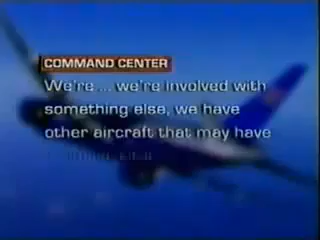 COMMAND CENTER
We're ... we're involved with
something else, we have
other aircraft that may have